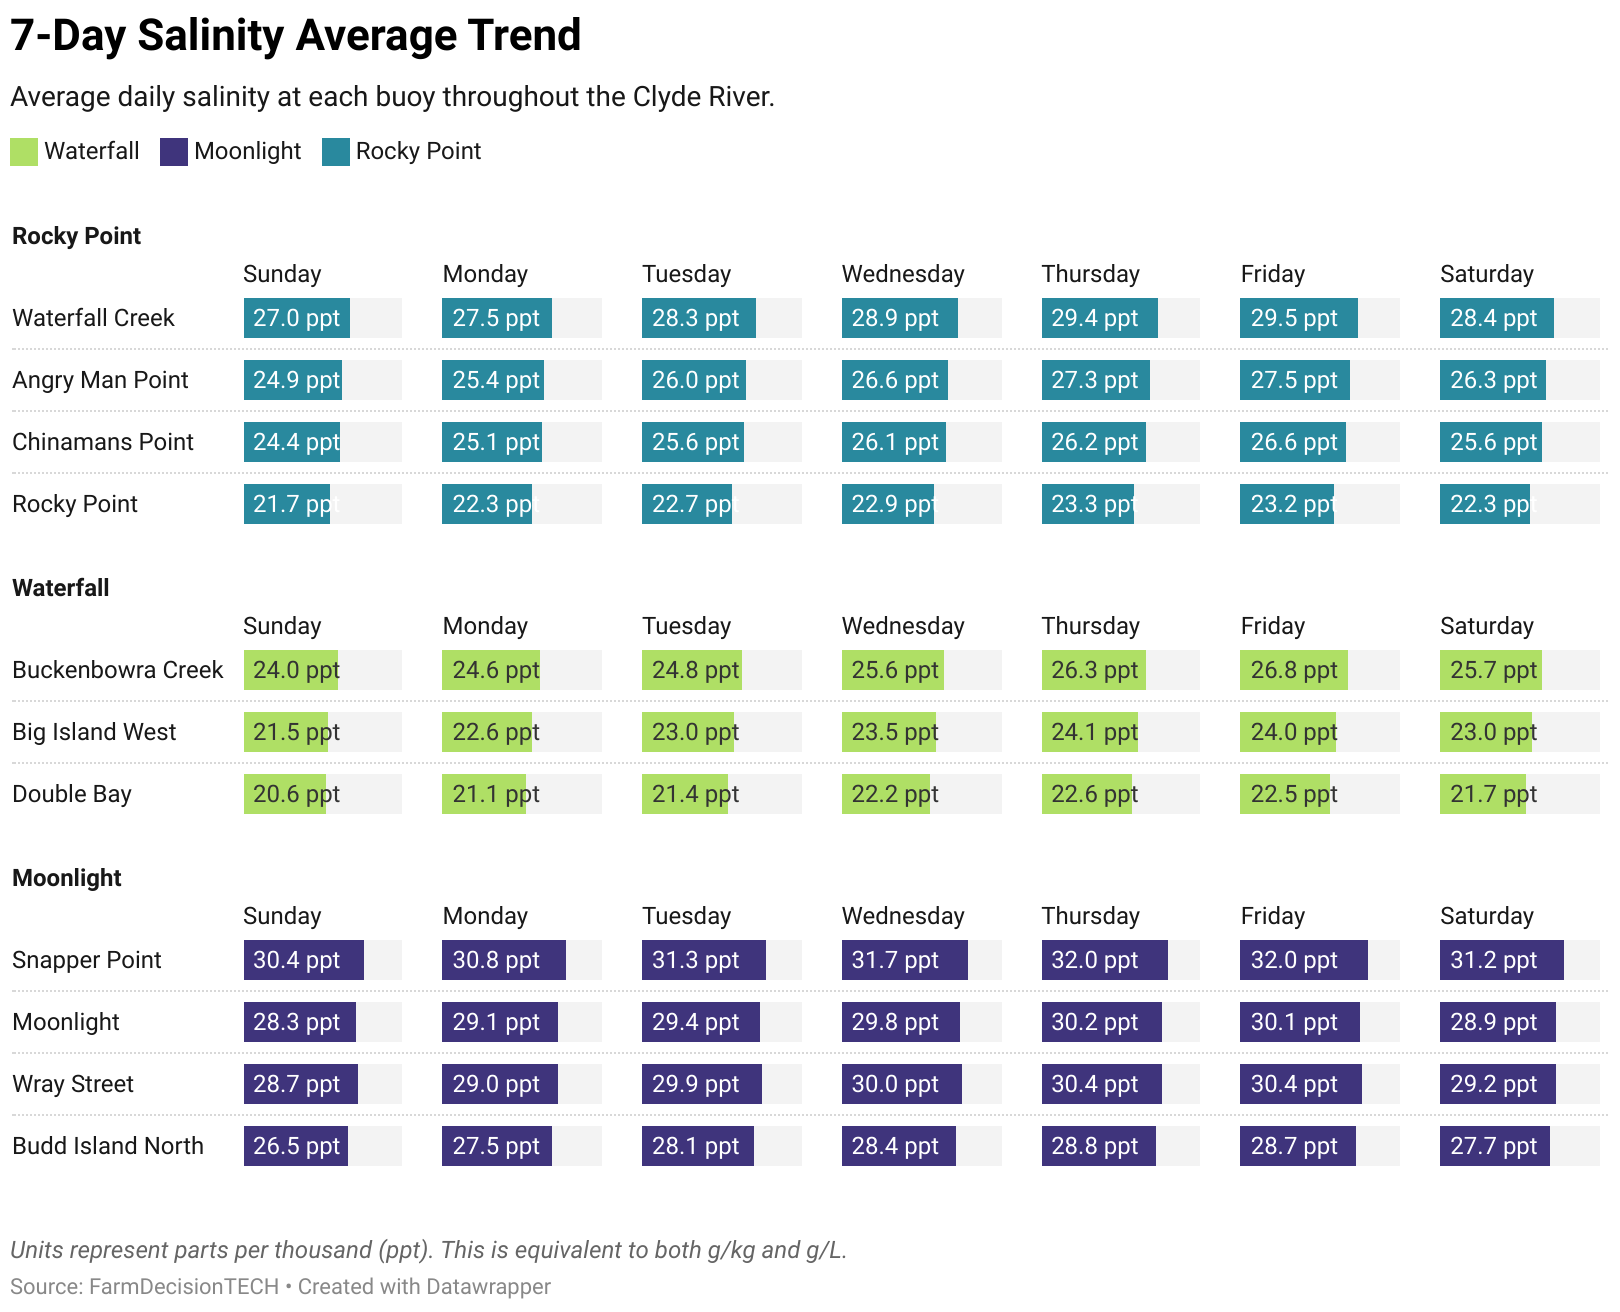 7-Day Salinity Average Trend
Average daily salinity at each buoy throughout the Clyde River.
Waterfall Moonlight Rocky Point
Rocky Point
Sunday Monday Tuesday Wednesday Thursday Friday Saturday
Waterfall Creek 27.0 ppt 27.5 ppt 28.3 ppt 28.9 ppt 29.4 ppt 29.5 ppt 28.4 ppt
Angry Man Point 24.9 ppt 25.4 ppt 26.0 ppt 26.6 ppt 27.3 ppt 27.5 ppt 26.3 ppt
Chinamans Point 24.4 ppt 25.1 ppt 25.6 ppt 26.1 ppt 26.2 ppt 26.6 ppt 25.6 ppt
Rocky Point 21.7 ppt 22.3 ppt 22.7 ppt 22.9 ppt 23.3 ppt 23.2 ppt 22.3 ppt
Waterfall
Sunday Monday Tuesday Wednesday Thursday Friday Saturday
Buckenbowra Creek 24.0 ppt 24.6 ppt 24.8 ppt 25.6 ppt 26.3 ppt 26.8 ppt 25.7 ppt
Big Island West 21.5 ppt 22.6 ppt 23.0 ppt 23.5 ppt 24.1 ppt 24.0 ppt 23.0 ppt
Double Bay 20.6 ppt 21.1 ppt 21.4 ppt 22.2 ppt 22.6 ppt 22.5 ppt 21.7 ppt
Moonlight
Sunday Monday Tuesday Wednesday Thursday Friday Saturday
Snapper Point 30.4 ppt 30.8 ppt 31.3 ppt 31.7 ppt 32.0 ppt 32.0 ppt 31.2 ppt
Moonlight 28.3 ppt 29.1 ppt 29.4 ppt 29.8 ppt 30.2 ppt 30.1 ppt 28.9 ppt
Wray Street 28.7 ppt 29.0 ppt 29.9 ppt 30.0 ppt 30.4 ppt 30.4 ppt 29.2 ppt
Budd Island North 26.5 ppt 27.5 ppt 28.1 ppt 28.4 ppt 28.8 ppt 28.7 ppt 27.7 ppt
Units represent parts per thousand (ppt). This is equivalent to both g/kg and g/L.
Source: FarmDecisionTECH • Created with Datawrapper